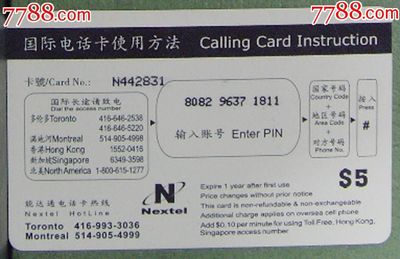 7788.com 7788.com
国际电话卡使用方法 Calling Card Instruction
卡號/Card No.: N442831
国际长途请致电
Dial the access number
多伦多Toronto 416-646-2538
416-646-5220
满地河Montreal 514-905-4998
香港Hong Kong 1552-0416
新加坡Singapore 6349-3598
北美North America 1-800-615-1277
8082 9637 1811
输入账号 Enter PIN
国家号码
Country Code
+
地区号码
Area Code
+
对方号码
Phone No.
按入
Press
#
能达通电话卡热线
Nextel HotLine
Toronto 416-993-3036
Montreal 514-905-4999
N
Nextel
$5
Expire 1 year after first use
Price changes without prior notice
This card is non-refundable & non-exchangeable
Additional charge applies on oversea cell phone
Add $0.10 per minute for using Toll Free, Hong Kong,
Singapore access number.
7788.com